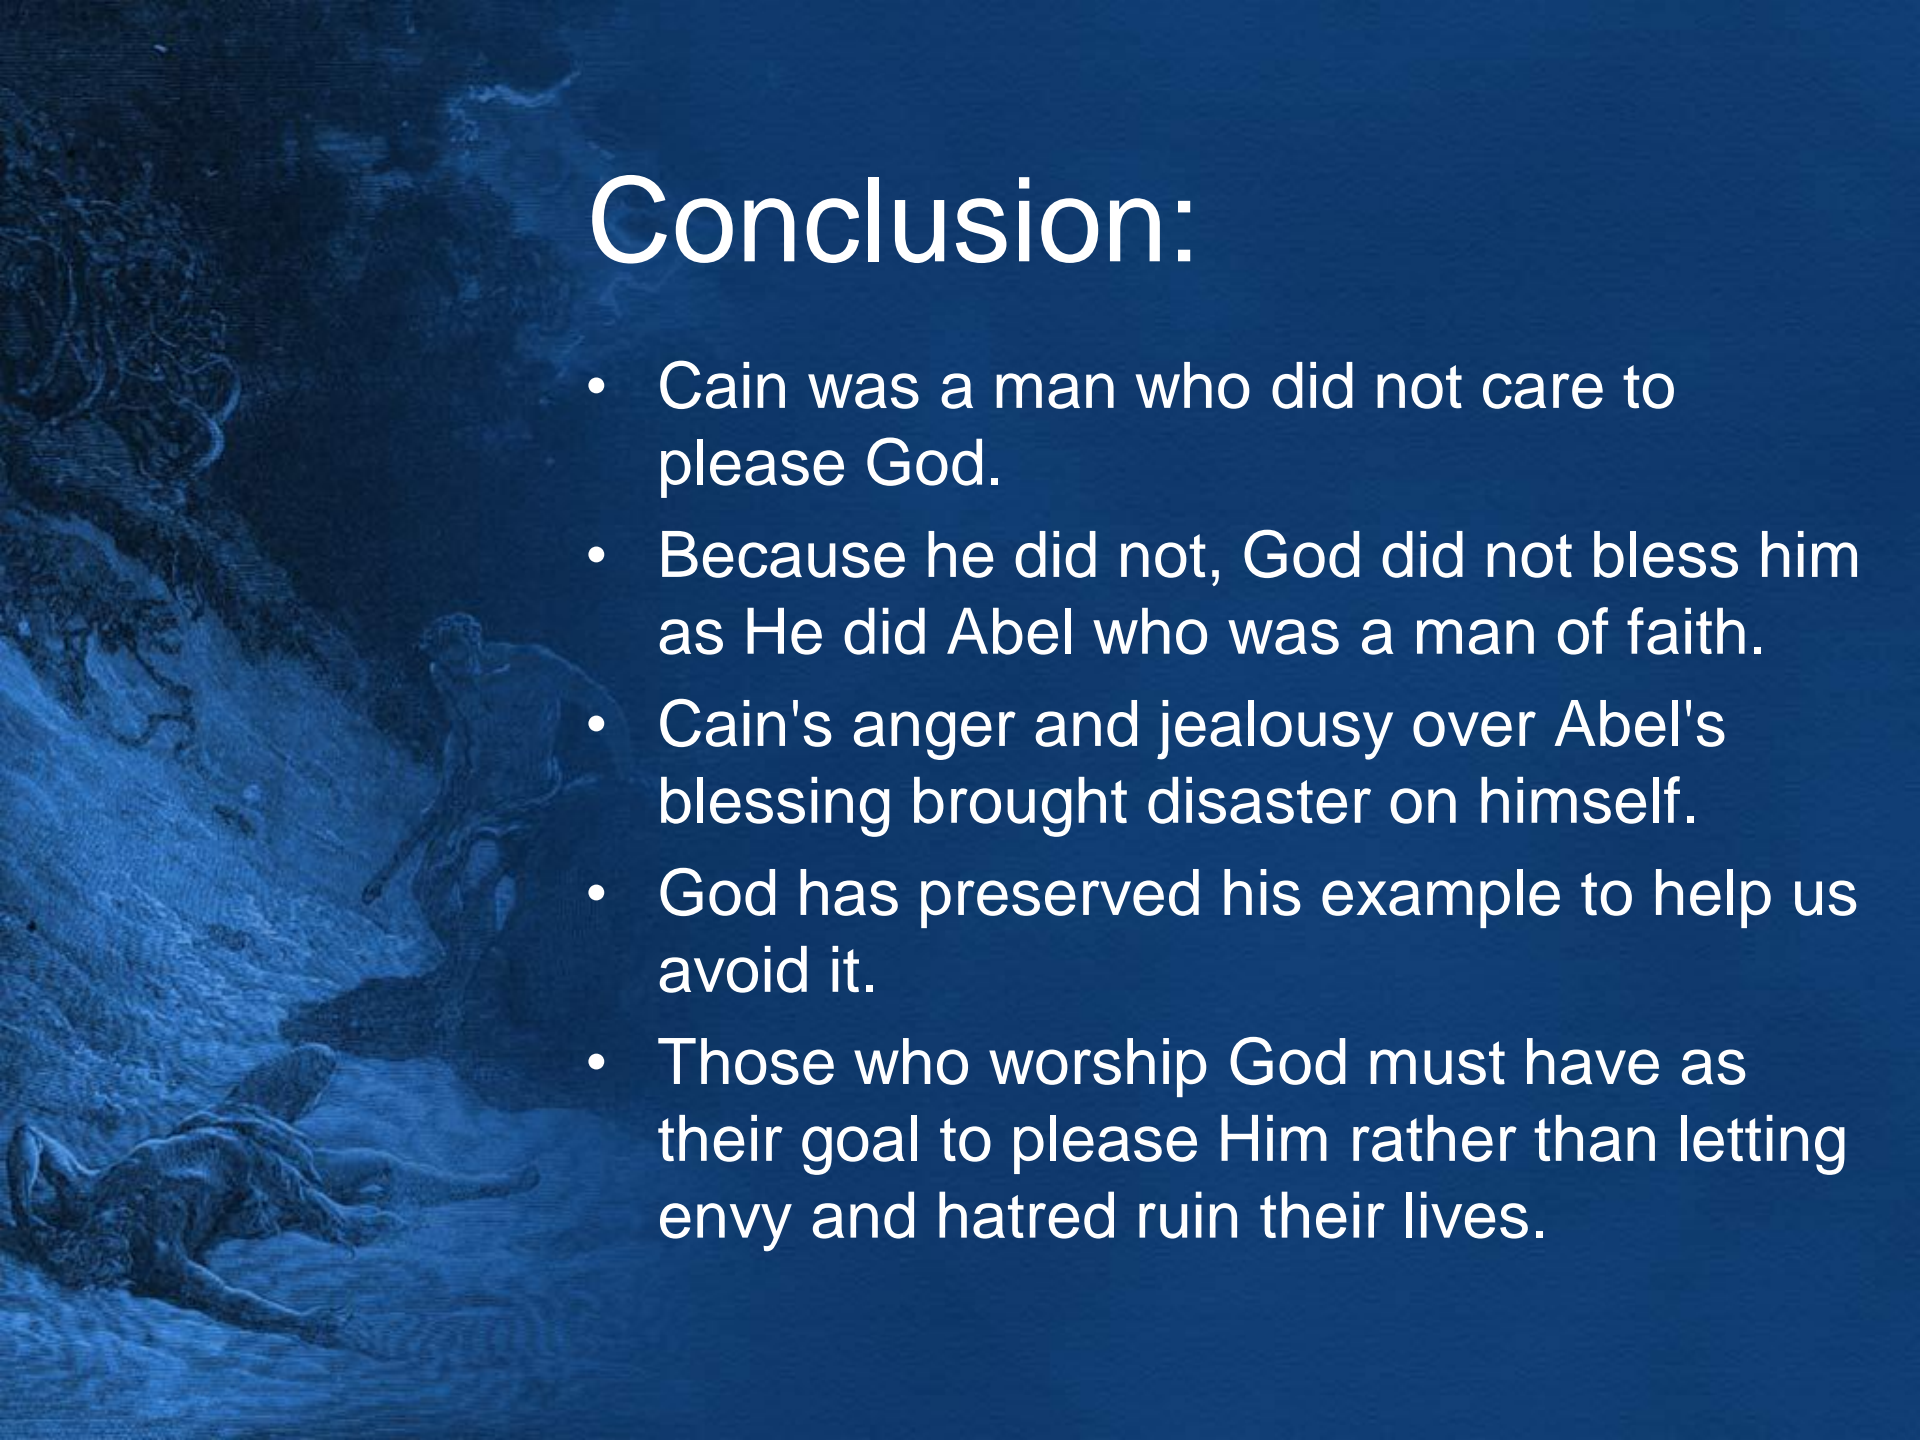 Conclusion:
• Cain was a man who did not care to
please God.
• Because he did not, God did not bless him
as He did Abel who was a man of faith.
• Cain's anger and jealousy over Abel's
blessing brought disaster on himself.
• God has preserved his example to help us
avoid it.
• Those who worship God must have as
their goal to please Him rather than letting
envy and hatred ruin their lives.